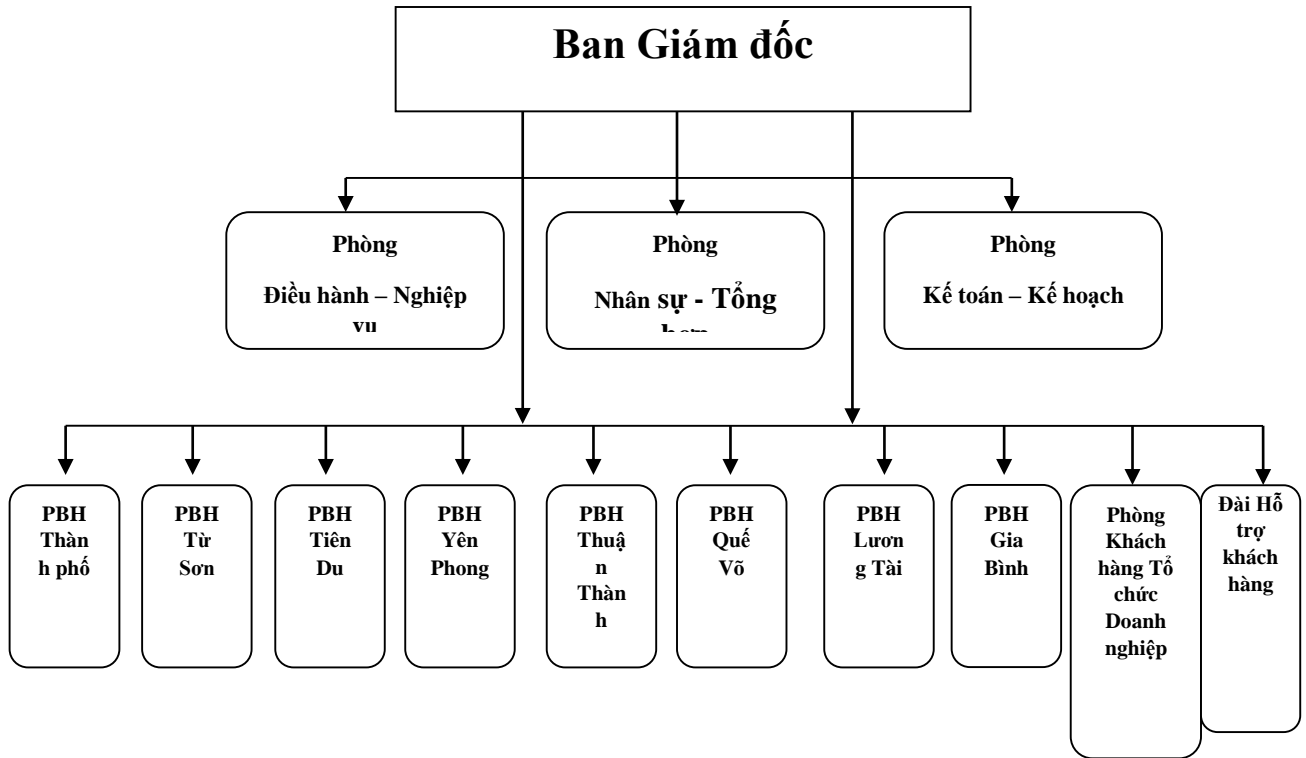 Ban Giám đốc
Phòng
Điều hành – Nghiệp
vụ
Phòng
Nhân sự - Tổng
hợp
Phòng
Kế toán – Kế hoạch
PBH
Thàn
h phố
PBH
Từ
Sơn
PBH
Tiên
Du
PBH
Yên
Phong
PBH
Thuậ
n
Thàn
h
PBH
Quế
Võ
PBH
Lươn
g Tài
PBH
Gia
Bình
Phòng
Khách
hàng Tổ
chức
Doanh
nghiệp
Đài Hỗ
trợ
khách
hàng